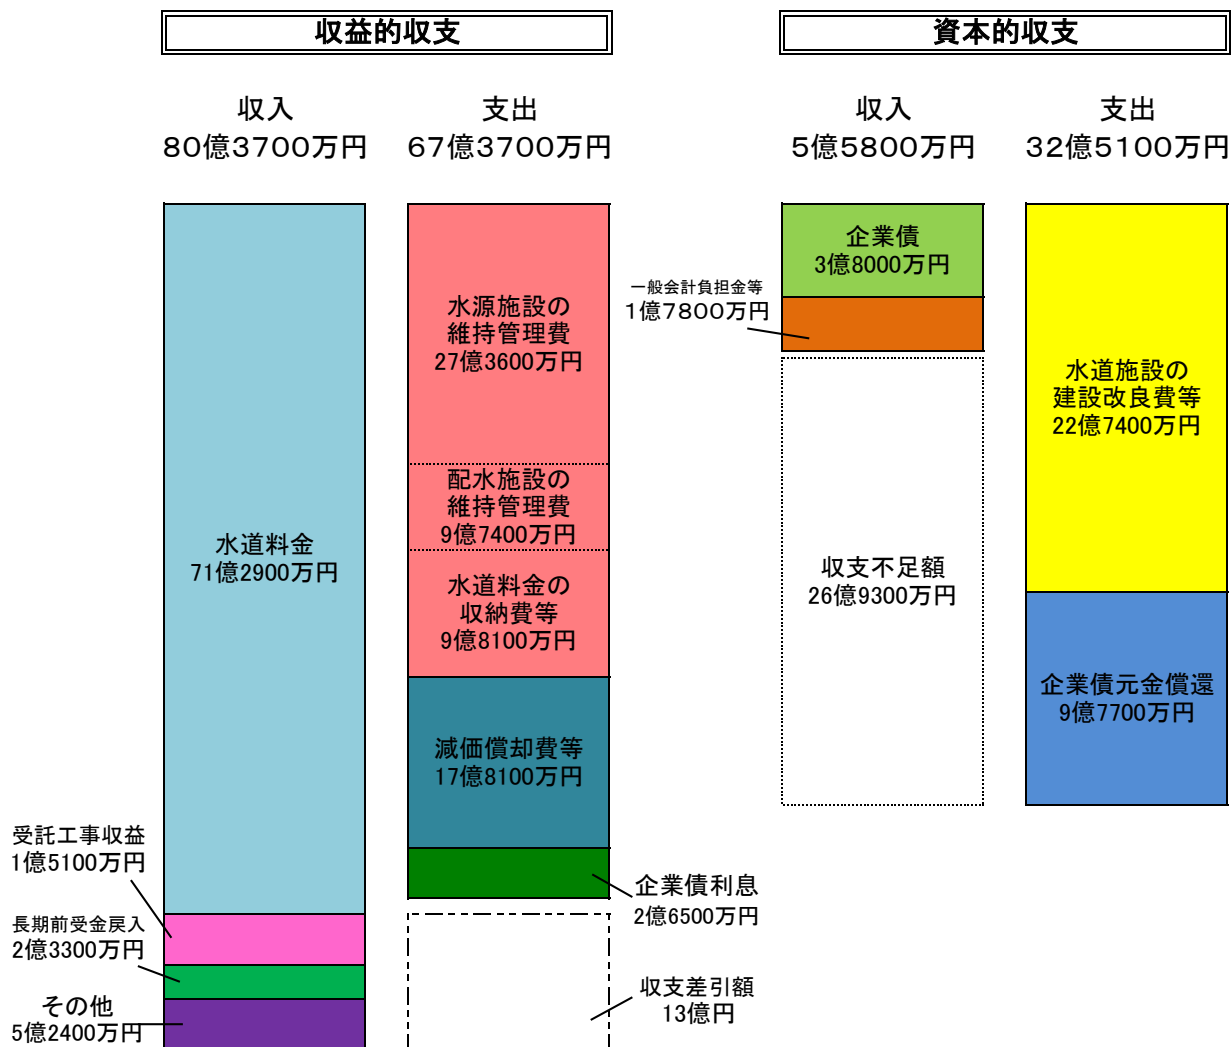 収益的収支
資本的収支
収入
80億3700万円
支出
67億3700万円
収入
5億5800万円
支出
32億5100万円
水道料金
71億2900万円
受託工事収益
1億5100万円
長期前受金戻入
2億3300万円
その他
5億2400万円
水源施設の
維持管理費
27億3600万円
配水施設の
維持管理費
9億7400万円
水道料金の
収納費等
9億8100万円
減価償却費等
17億8100万円
企業債利息
2億6500万円
収支差引額
13億円
企業債
3億8000万円
一般会計負担金等
1億7800万円
収支不足額
26億9300万円
水道施設の
建設改良費等
22億7400万円
企業債元金償還
9億7700万円